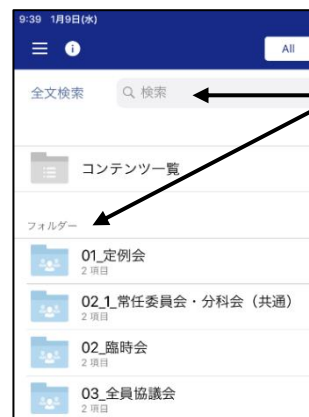 9:39 1月9日(水)
All
全文検索 検索
コンテンツ一覧
フォルダー
01_定例会
2 項目
02_1_常任委員会・分科会（共通）
2 項目
02_臨時会
2 項目
03_全員協議会
2 項目